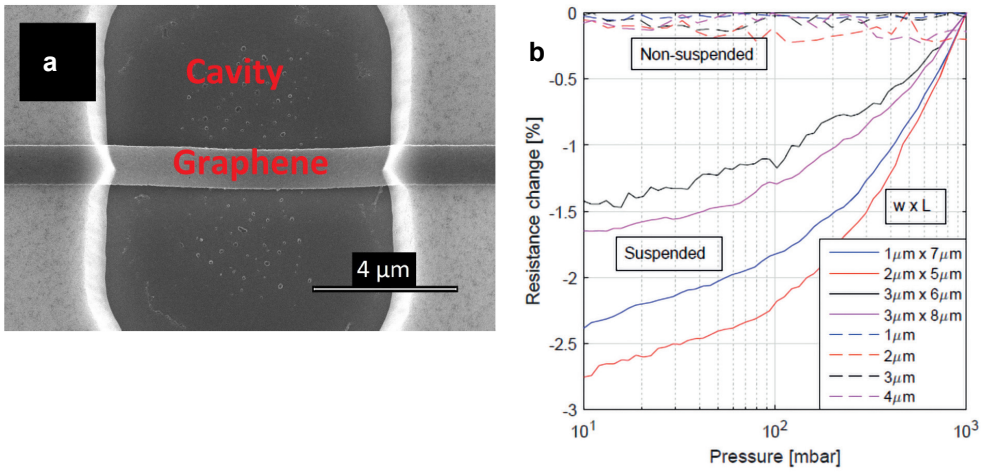 a
Cavity
Graphene
4 μm
b
Resistance change [%]
0
-0.5
-1
-1.5
-2
-2.5
-3
Non-suspended
Suspended
w x L
1μm x 7μm
2μm x 5μm
3μm x 6μm
3μm x 8μm
1μm
2μm
3μm
4μm
10¹
10²
10³
Pressure [mbar]